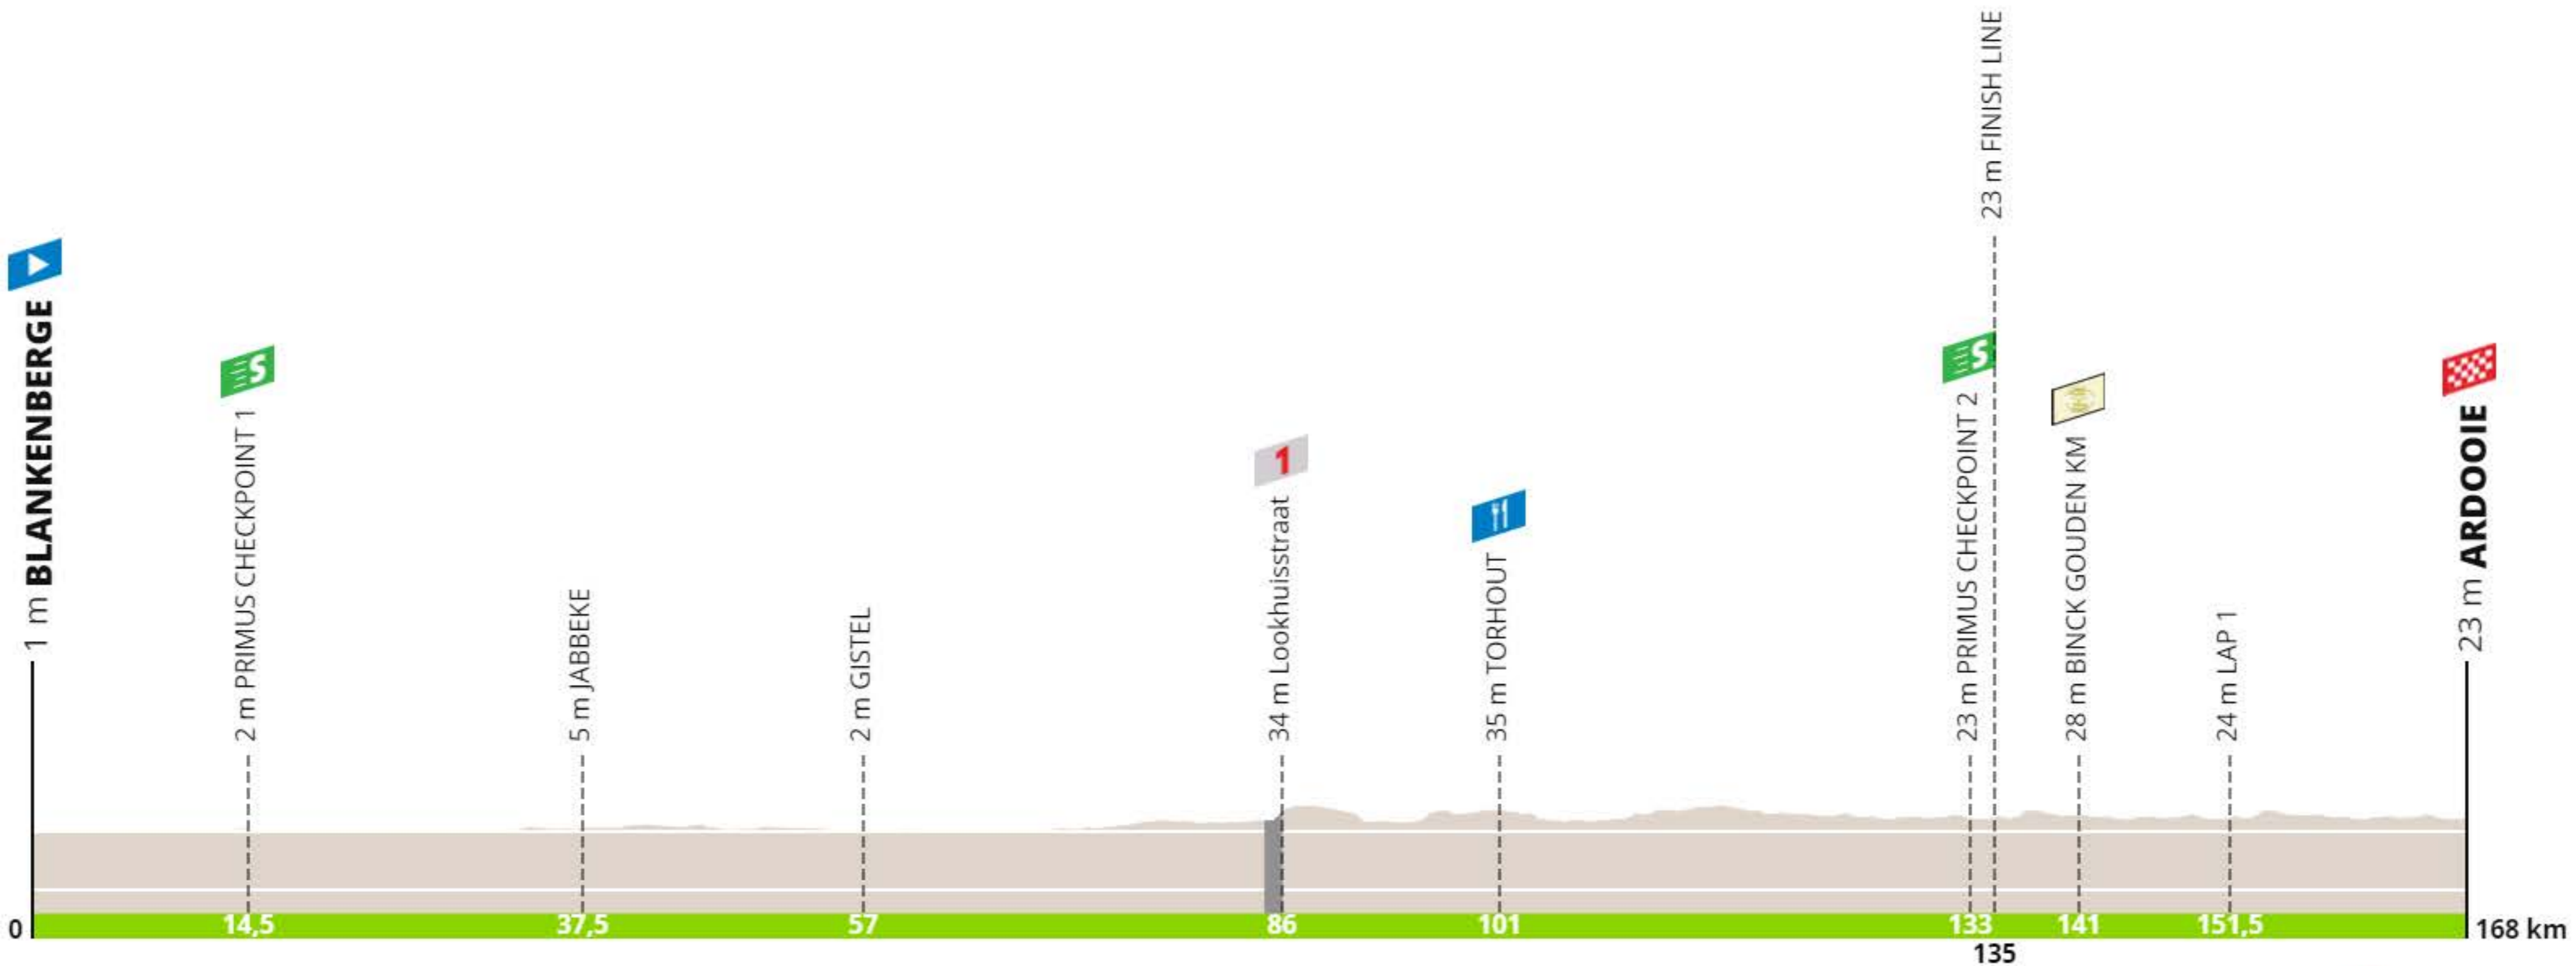 1 m BLANKENBERGE
S
2 m PRIMUS CHECKPOINT 1
5 m JABBEKE
2 m GISTEL
1
34 m Lookhuisstraat
35 m TORHOUT
S
23 m PRIMUS CHECKPOINT 2
23 m FINISH LINE
28 m BINCK GOUDEN KM
24 m LAP 1
23 m ARDOOIE
0 14,5 37,5 57 86 101 133 141 151,5 168 km
135